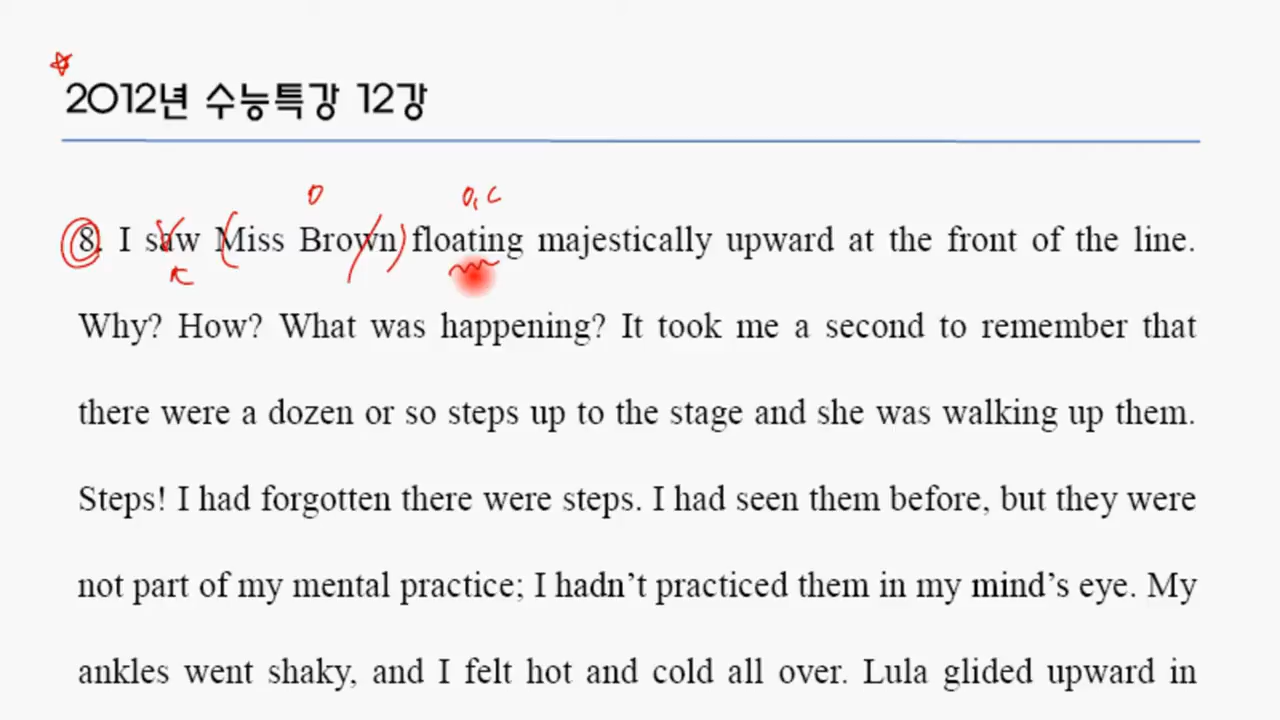 2012년 수능특강 12강
O O, C
8. I saw Miss Brown floating majestically upward at the front of the line.
Why? How? What was happening? It took me a second to remember that
there were a dozen or so steps up to the stage and she was walking up them.
Steps! I had forgotten there were steps. I had seen them before, but they were
not part of my mental practice; I hadn’t practiced them in my mind’s eye. My
ankles went shaky, and I felt hot and cold all over. Lula glided upward in